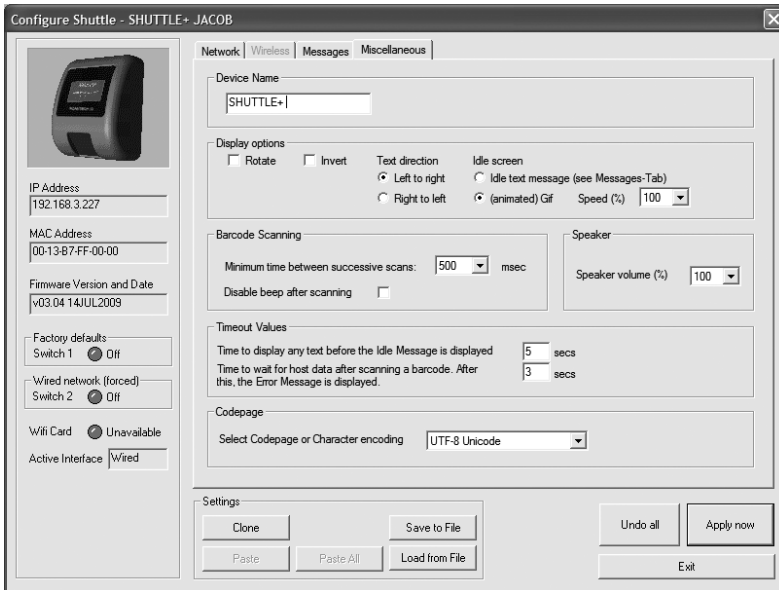 Configure Shuttle - SHUTTLE+ JACOB
Network Wireless Messages Miscellaneous
IP Address
192.168.3.227
MAC Address
00-13-B7-FF-00-00
Firmware Version and Date
v03.04 14JUL2009
Factory defaults
Switch 1 Off
Wired network (forced)
Switch 2 Off
Wifi Card Unavailable
Active Interface Wired
Device Name
SHUTTLE+
Display options
Rotate Invert Text direction Idle screen
Left to right Idle text message (see Messages-Tab)
Right to left (animated) Gif Speed (%) 100
Barcode Scanning
Minimum time between successive scans: 500 msec
Disable beep after scanning
Speaker
Speaker volume (%) 100
Timeout Values
Time to display any text before the Idle Message is displayed 5 secs
Time to wait for host data after scanning a barcode. After
this, the Error Message is displayed. 3 secs
Codepage
Select Codepage or Character encoding UTF-8 Unicode
Settings
Clone Save to File
Paste Paste All Load from File
Undo all Apply now
Exit